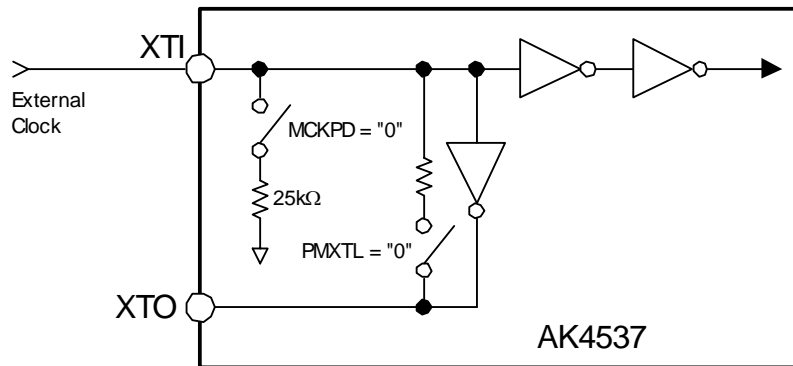 XTI
External
Clock
MCKPD = "0"
25kΩ
PMXTL = "0"
XTO
AK4537